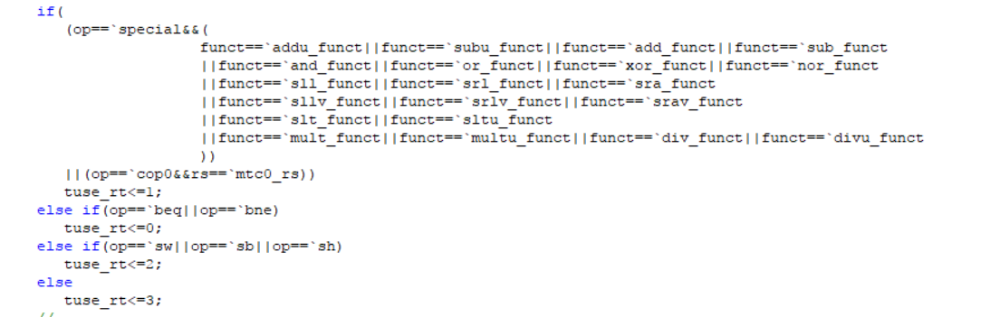 if(
(op==`special&&(
funct==`addu_funct||funct==`subu_funct||funct==`add_funct||funct==`sub_funct
||funct==`and_funct||funct==`or_funct||funct==`xor_funct||funct==`nor_funct
||funct==`sll_funct||funct==`srl_funct||funct==`sra_funct
||funct==`sllv_funct||funct==`srlv_funct||funct==`srav_funct
||funct==`slt_funct||funct==`sltu_funct
||funct==`mult_funct||funct==`multu_funct||funct==`div_funct||funct==`divu_funct
))
||(op==`cop0&&rs==`mtc0_rs))
tuse_rt<=1;
else if(op==`beq||op==`bne)
tuse_rt<=0;
else if(op==`sw||op==`sb||op==`sh)
tuse_rt<=2;
else
tuse_rt<=3;
//